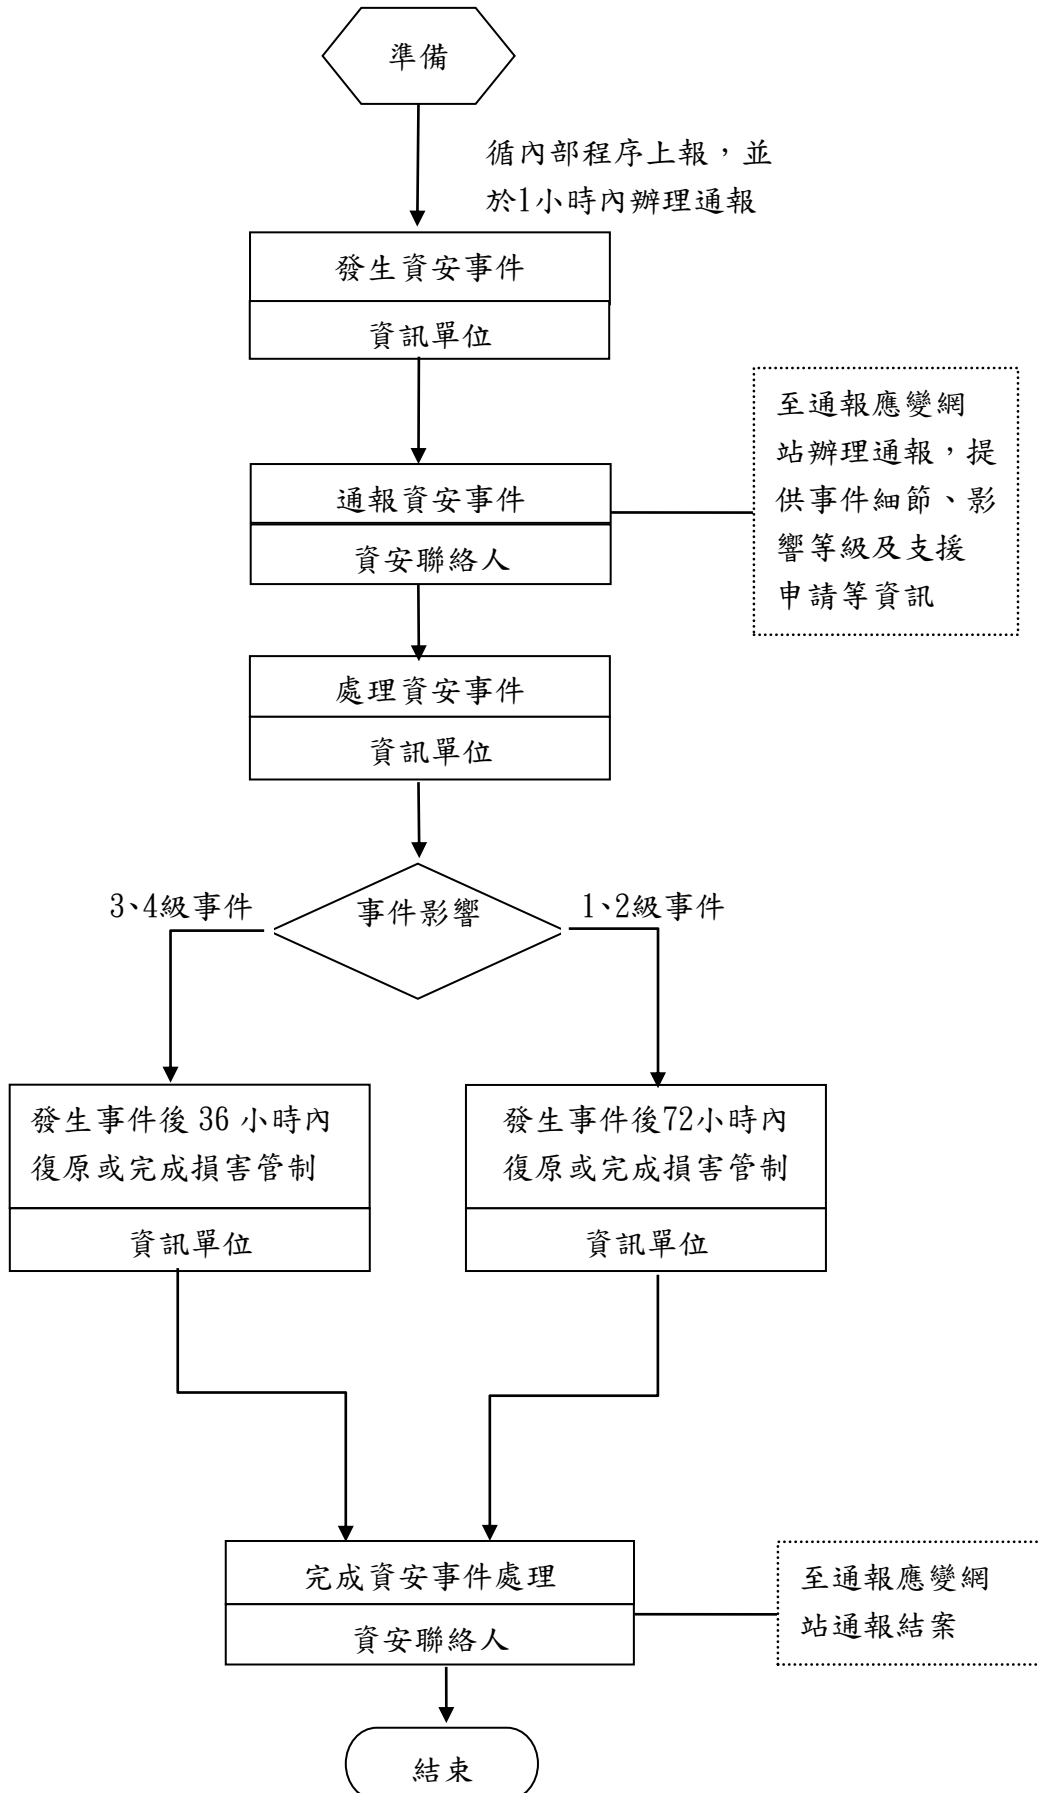 準備
循內部程序上報，並
於1小時內辦理通報
發生資安事件
資訊單位
至通報應變網
站辦理通報，提
供事件細節、影
響等級及支援
申請等資訊
通報資安事件
資安聯絡人
處理資安事件
資訊單位
3、4級事件
事件影響
1、2級事件
發生事件後 36 小時內
復原或完成損害管制
資訊單位
發生事件後72小時內
復原或完成損害管制
資訊單位
完成資安事件處理
資安聯絡人
至通報應變網
站通報結案
結束